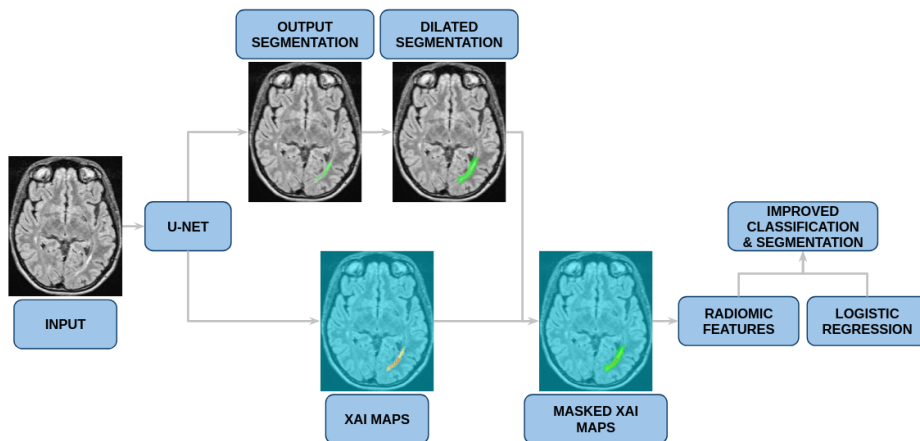 OUTPUT
SEGMENTATION
DILATED
SEGMENTATION
U-NET
INPUT
XAI MAPS
MASKED XAI
MAPS
IMPROVED
CLASSIFICATION
& SEGMENTATION
RADIOMIC
FEATURES
LOGISTIC
REGRESSION